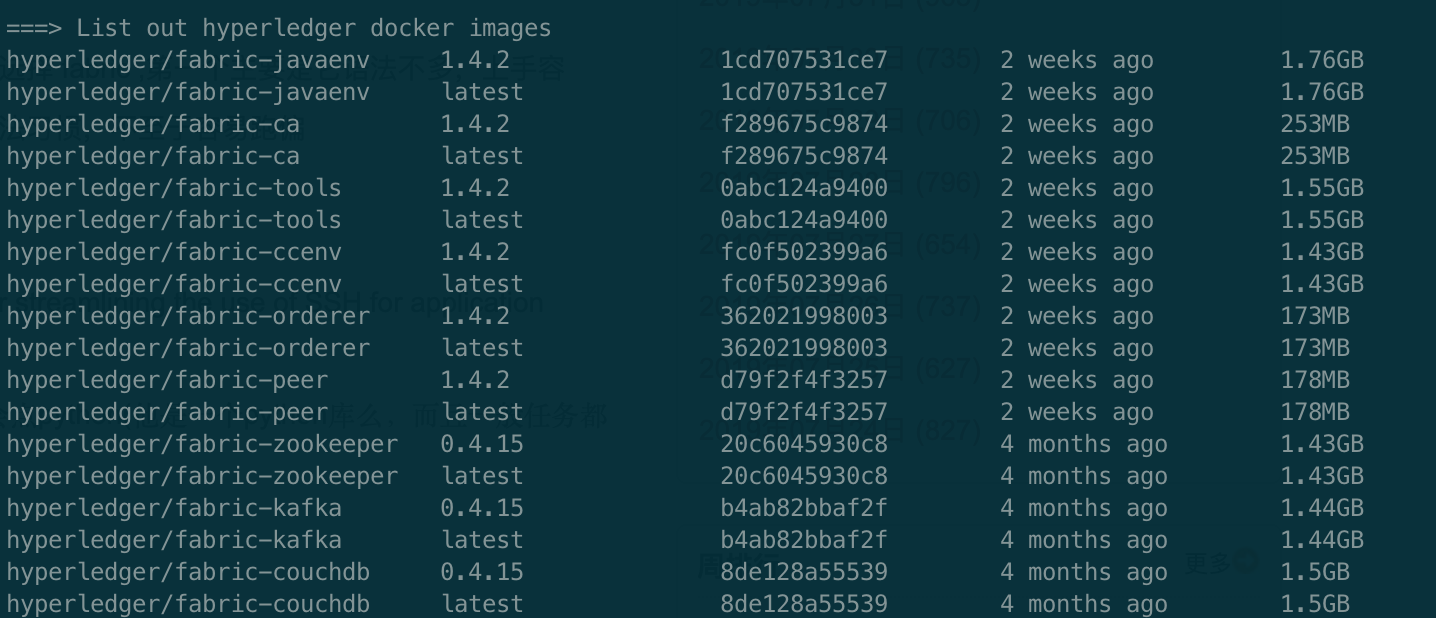 ===> List out hyperledger docker images
hyperledger/fabric-javaenv 1.4.2 1cd707531ce7 2 weeks ago 1.76GB
hyperledger/fabric-javaenv latest 1cd707531ce7 2 weeks ago 1.76GB
hyperledger/fabric-ca 1.4.2 f289675c9874 2 weeks ago 253MB
hyperledger/fabric-ca latest f289675c9874 2 weeks ago 253MB
hyperledger/fabric-tools 1.4.2 0abc124a9400 2 weeks ago 1.55GB
hyperledger/fabric-tools latest 0abc124a9400 2 weeks ago 1.55GB
hyperledger/fabric-ccenv 1.4.2 fc0f502399a6 2 weeks ago 1.43GB
hyperledger/fabric-ccenv latest fc0f502399a6 2 weeks ago 1.43GB
hyperledger/fabric-orderer 1.4.2 362021998003 2 weeks ago 173MB
hyperledger/fabric-orderer latest 362021998003 2 weeks ago 173MB
hyperledger/fabric-peer 1.4.2 d79f2f4f3257 2 weeks ago 178MB
hyperledger/fabric-peer latest d79f2f4f3257 2 weeks ago 178MB
hyperledger/fabric-zookeeper 0.4.15 20c6045930c8 4 months ago 1.43GB
hyperledger/fabric-zookeeper latest 20c6045930c8 4 months ago 1.43GB
hyperledger/fabric-kafka 0.4.15 b4ab82bbaf2f 4 months ago 1.44GB
hyperledger/fabric-kafka latest b4ab82bbaf2f 4 months ago 1.44GB
hyperledger/fabric-couchdb 0.4.15 8de128a55539 4 months ago 1.5GB
hyperledger/fabric-couchdb latest 8de128a55539 4 months ago 1.5GB